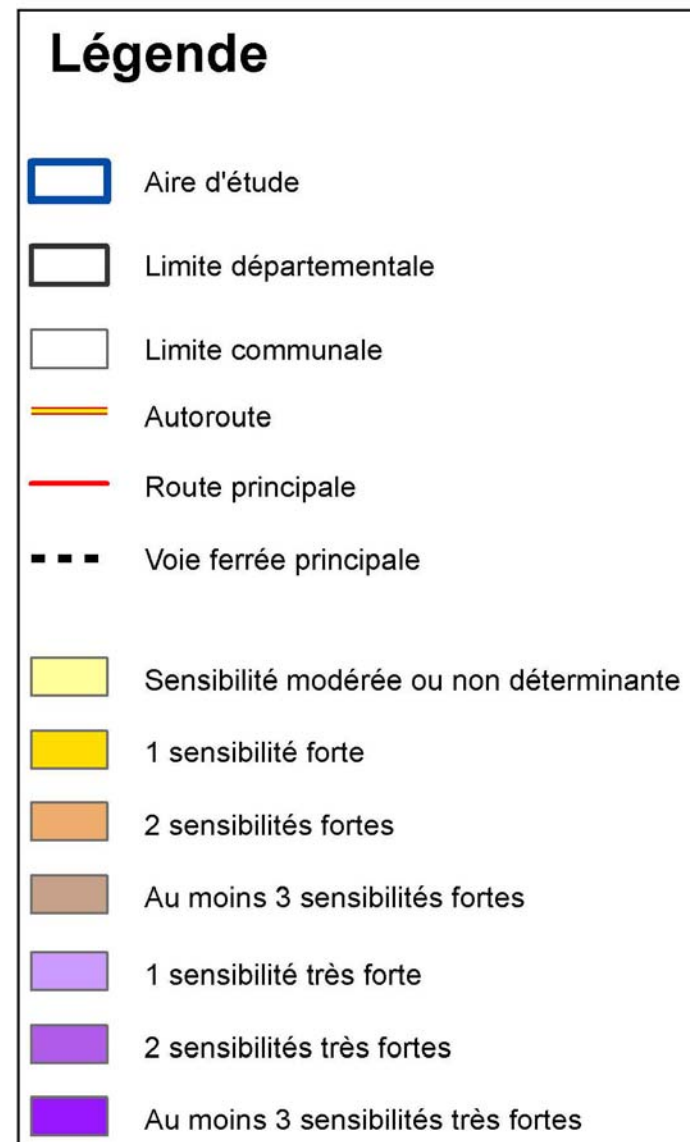 Légende
Aire d'étude
Limite départementale
Limite communale
Autoroute
Route principale
Voie ferrée principale
Sensibilité modérée ou non déterminante
1 sensibilité forte
2 sensibilités fortes
Au moins 3 sensibilités fortes
1 sensibilité très forte
2 sensibilités très fortes
Au moins 3 sensibilités très fortes